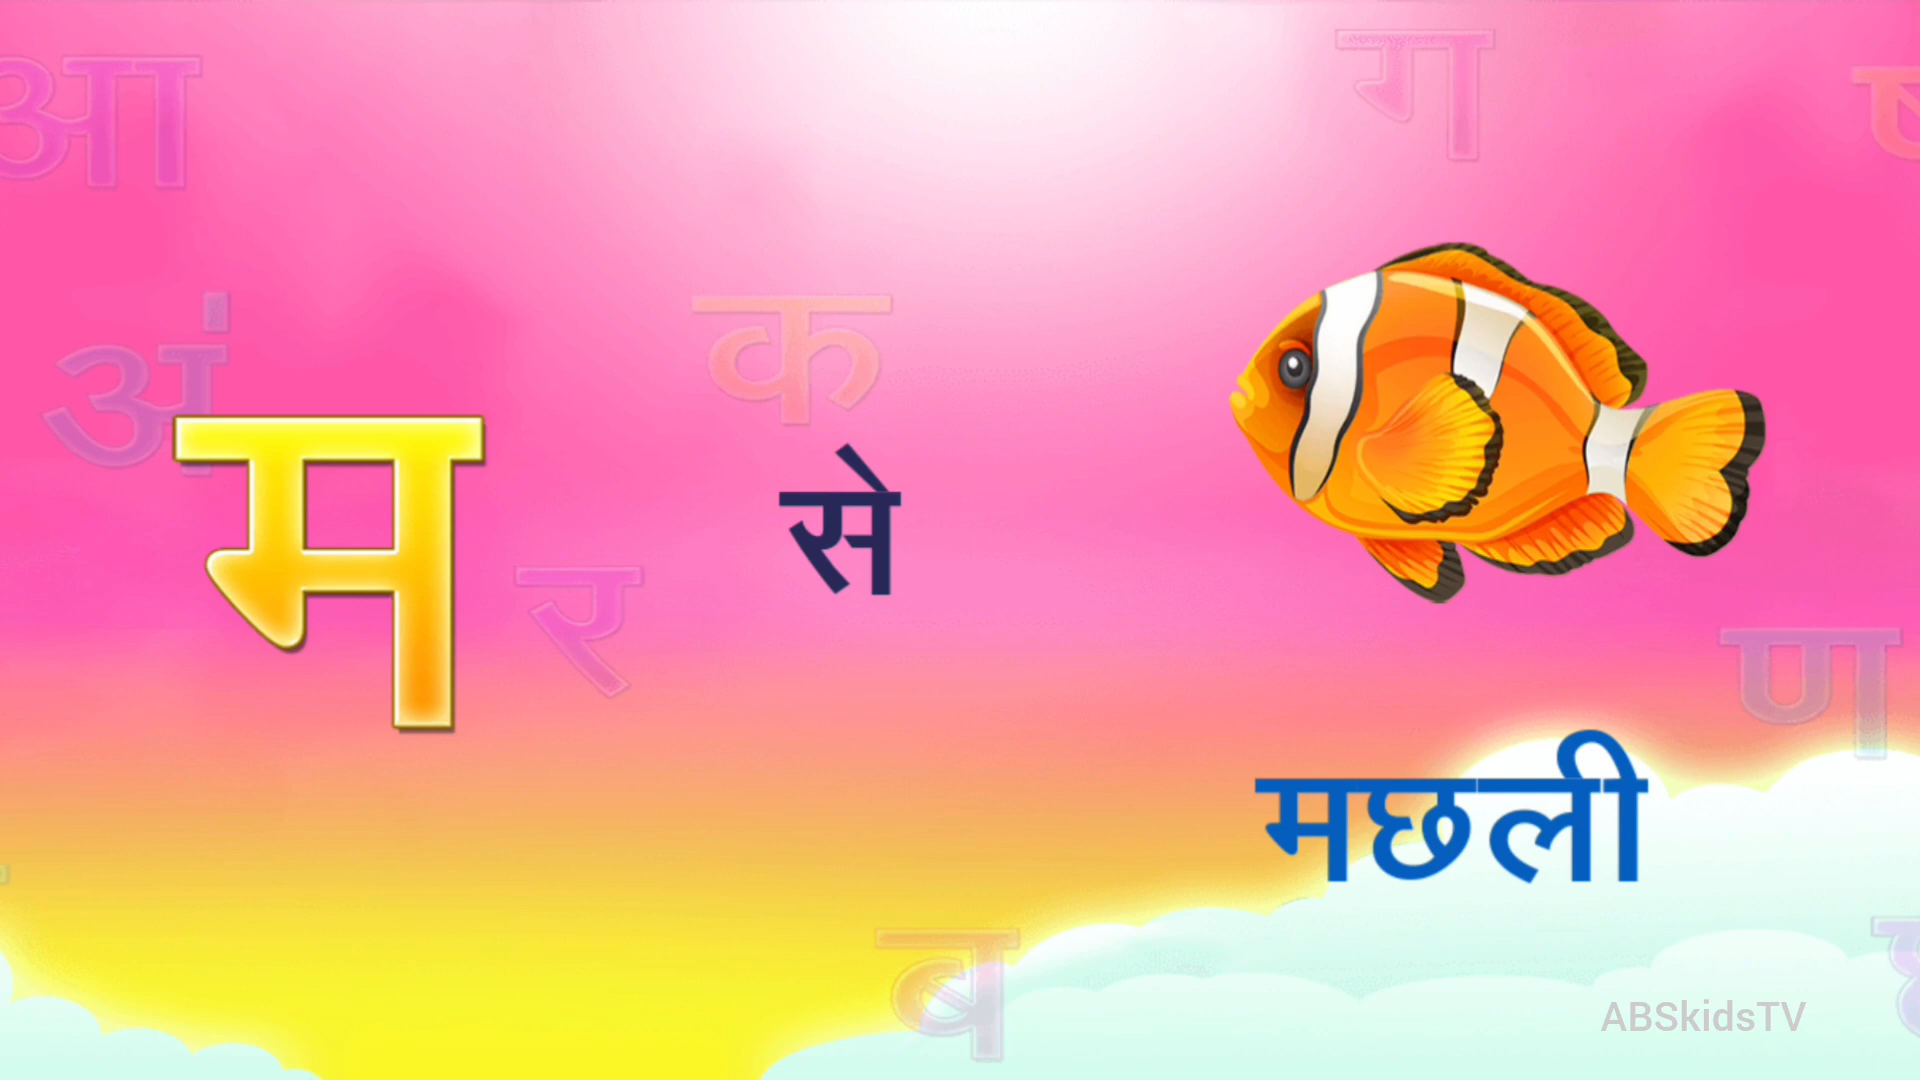 आ
ग
ष
अं
क
म
से
र
ण
मछली
ब
ABSkidsTV